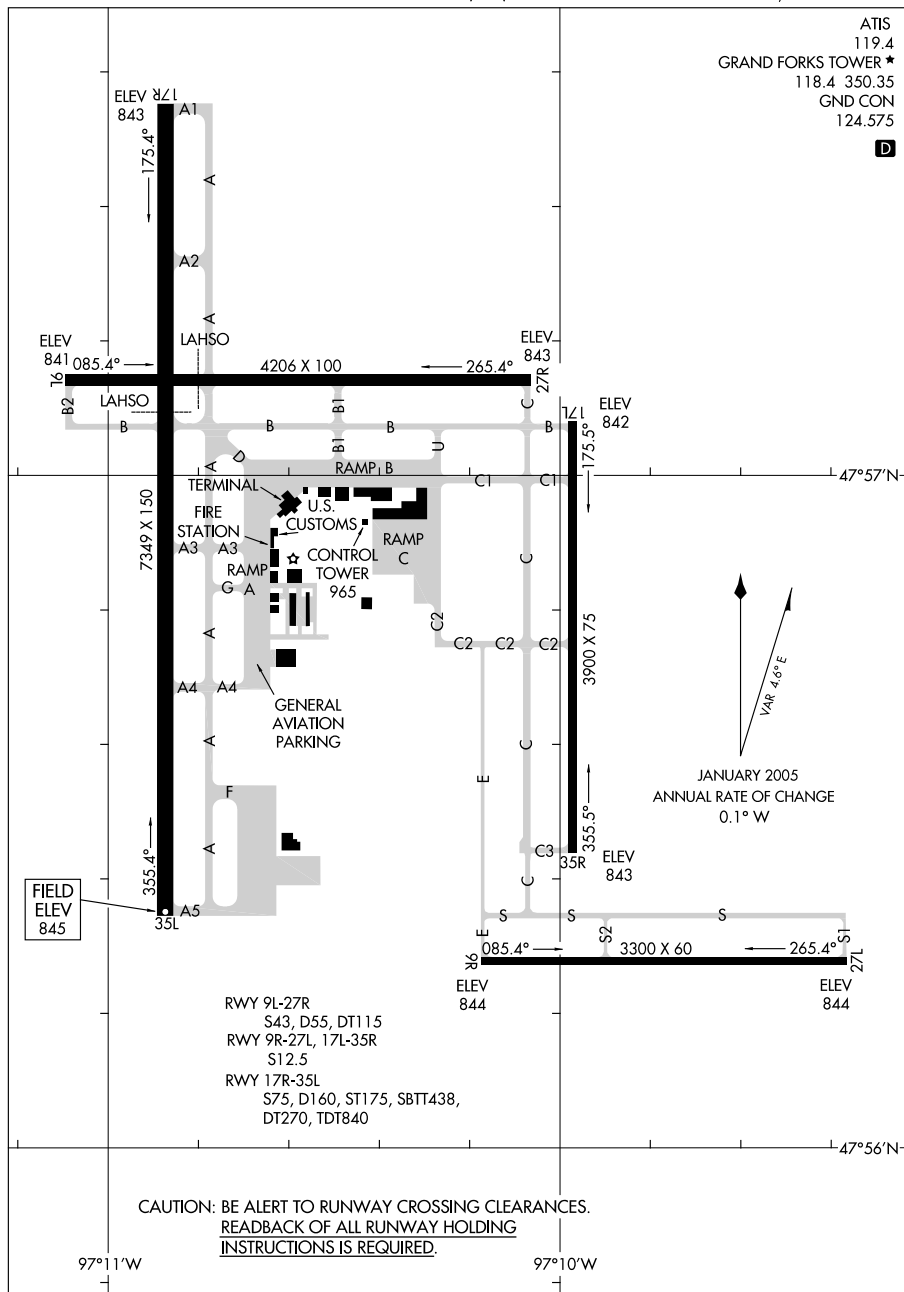 ATIS
119.4
GRAND FORKS TOWER ★
118.4 350.35
GND CON
124.575
D
ELEV
843
17R
A1
175.4°
A
A2
A
LAHSO
ELEV
841
085.4°
4206 X 100
265.4°
ELEV
843
9L
27R
B2
LAHSO
B1
C
B
B
B
B
17L
ELEV
842
D
B1
U
175.5°
A
RAMP B
C1
C1
47°57'N
TERMINAL
U.S.
CUSTOMS
FIRE
STATION
7349 X 150
A3
A3
RAMP
A
G
CONTROL
TOWER
965
RAMP
C
C
A
C2
C2
C2
C2
3900 X 75
VAR 4.6° E
A4
A4
GENERAL
AVIATION
PARKING
A
C
E
JANUARY 2005
ANNUAL RATE OF CHANGE
0.1° W
F
355.4°
A
355.5°
C3
35R
ELEV
843
C
FIELD
ELEV
845
A5
35L
S
S
S
E
S2
S1
085.4°
3300 X 60
265.4°
9R
27L
ELEV
844
ELEV
844
RWY 9L-27R
S43, D55, DT115
RWY 9R-27L, 17L-35R
S12.5
RWY 17R-35L
S75, D160, ST175, SBTT438,
DT270, TDT840
47°56'N
CAUTION: BE ALERT TO RUNWAY CROSSING CLEARANCES.
READBACK OF ALL RUNWAY HOLDING
INSTRUCTIONS IS REQUIRED.
97°11'W
97°10'W